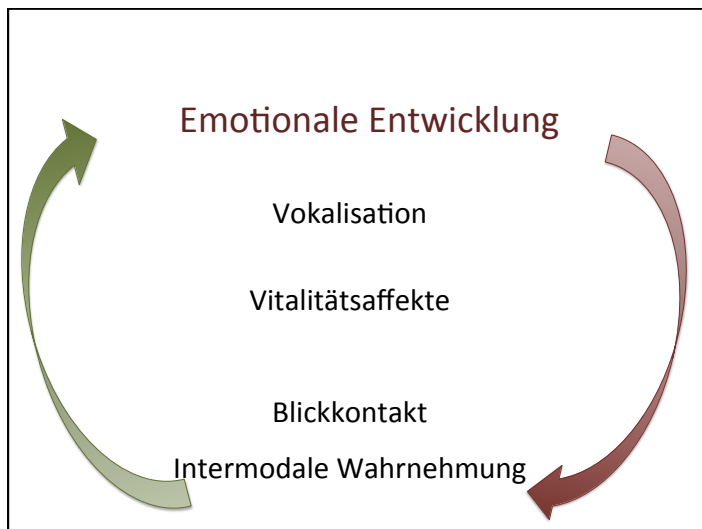 Emotionale Entwicklung
Vokalisation
Vitalitätsaffekte
Blickkontakt
Intermodale Wahrnehmung